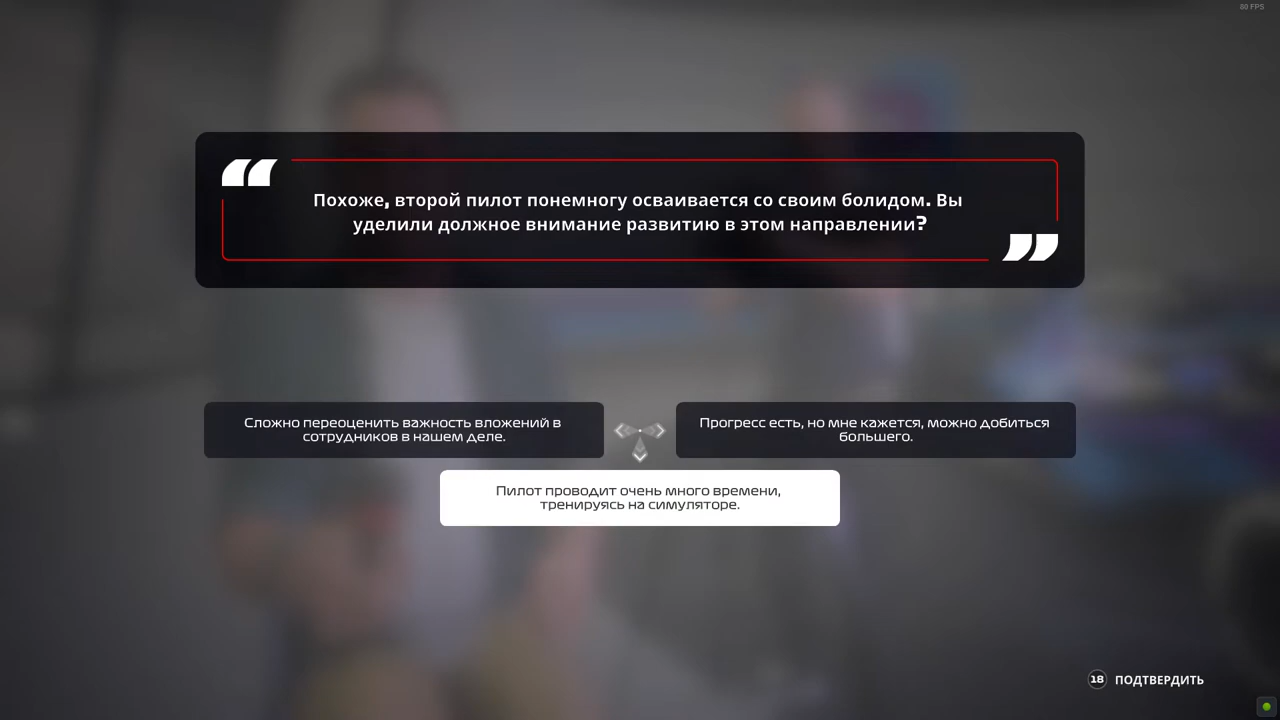 80 FPS
Похоже, второй пилот понемногу осваивается со своим болидом. Вы
уделили должное внимание развитию в этом направлении?
Сложно переоценить важность вложений в
сотрудников в нашем деле.
Прогресс есть, но мне кажется, можно добиться
большего.
Пилот проводит очень много времени,
тренируясь на симуляторе.
18 ПОДТВЕРДИТЬ